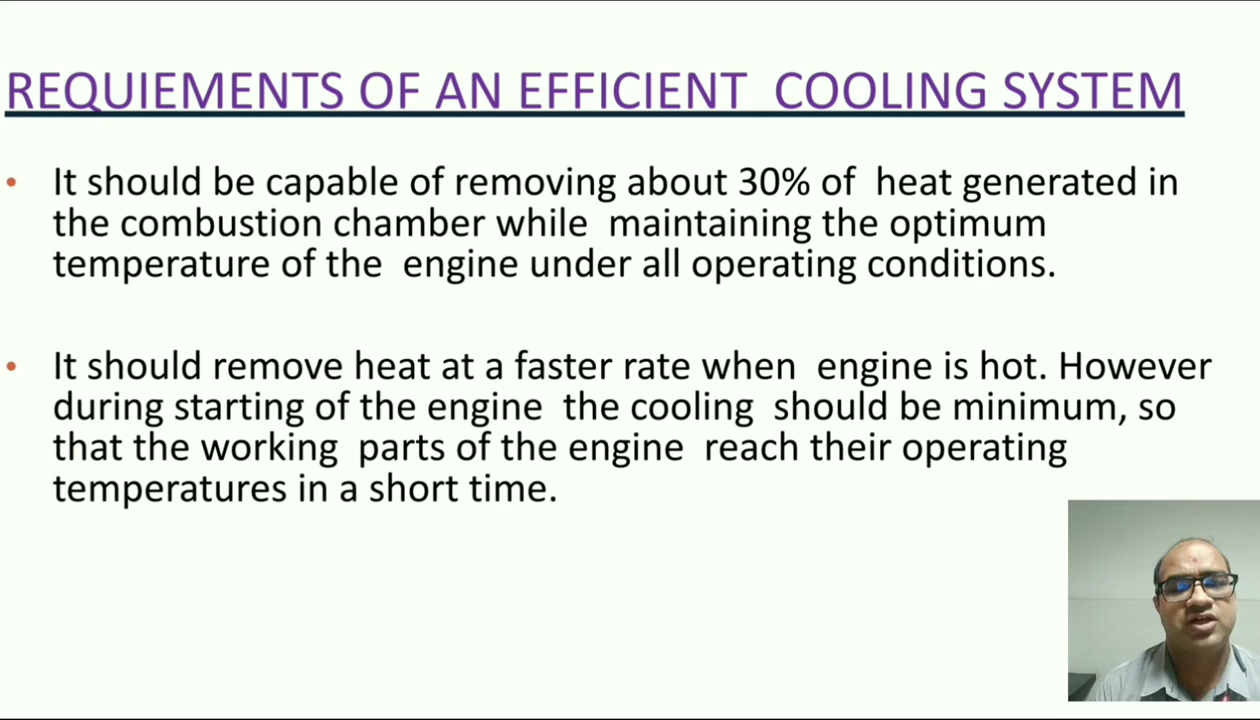 REQUIEMENTS OF AN EFFICIENT COOLING SYSTEM
• It should be capable of removing about 30% of heat generated in
the combustion chamber while maintaining the optimum
temperature of the engine under all operating conditions.
• It should remove heat at a faster rate when engine is hot. However
during starting of the engine the cooling should be minimum, so
that the working parts of the engine reach their operating
temperatures in a short time.